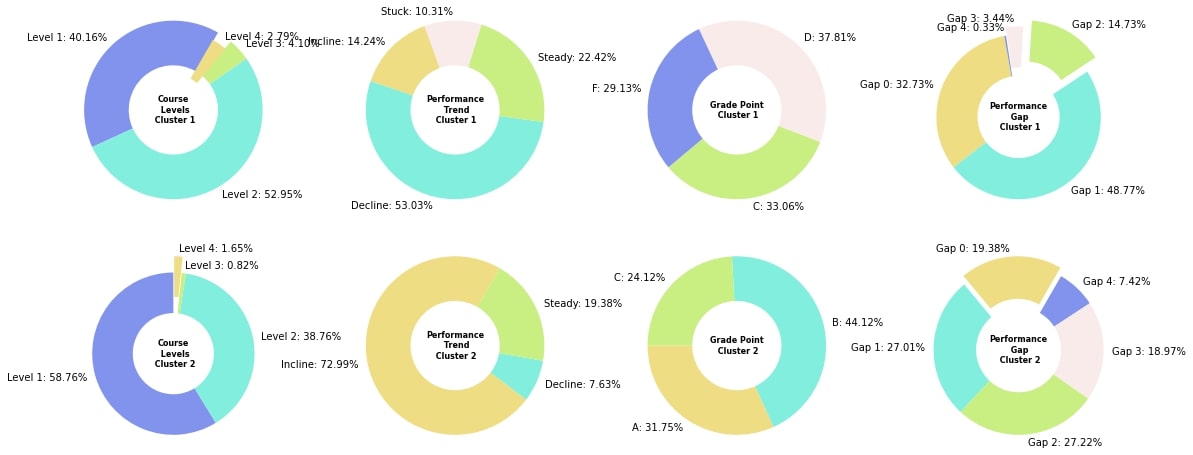 Level 1: 40.16%
Level 4: 2.79%
Level 3: 4.10%
Level 2: 52.95%
Course
Levels
Cluster 1
Stuck: 10.31%
Incline: 14.24%
Steady: 22.42%
Decline: 53.03%
Performance
Trend
Cluster 1
D: 37.81%
F: 29.13%
C: 33.06%
Grade Point
Cluster 1
Gap 3: 3.44%
Gap 4: 0.33%
Gap 2: 14.73%
Gap 0: 32.73%
Gap 1: 48.77%
Performance
Gap
Cluster 1
Level 4: 1.65%
Level 3: 0.82%
Level 2: 38.76%
Level 1: 58.76%
Course
Levels
Cluster 2
Steady: 19.38%
Incline: 72.99%
Decline: 7.63%
Performance
Trend
Cluster 2
C: 24.12%
B: 44.12%
A: 31.75%
Grade Point
Cluster 2
Gap 0: 19.38%
Gap 4: 7.42%
Gap 1: 27.01%
Gap 3: 18.97%
Gap 2: 27.22%
Performance
Gap
Cluster 2